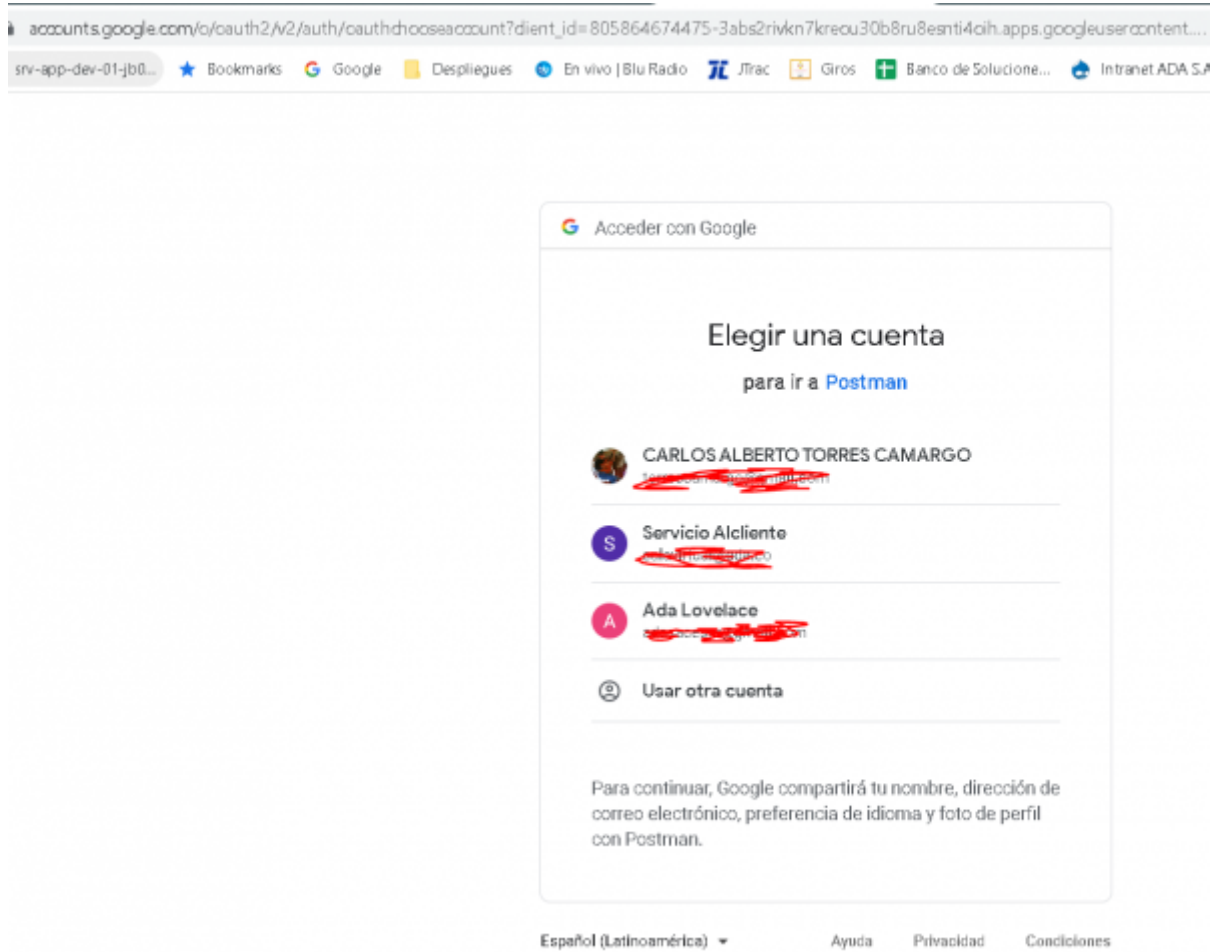 accounts.google.com/o/oauth2/v2/auth/oauthchooseaccount?client_id=805864674475-3abs2rivkn7kreou30b8ru8esnti4oih.apps.googleusercontent....
srv-app-dev-01-jb0... Bookmarks Google Despliegues En vivo | Blu Radio JTrac Giros Banco de Solucione... Intranet ADA S.A
Acceder con Google
Elegir una cuenta
para ir a Postman
CARLOS ALBERTO TORRES CAMARGO
S Servicio Alcliente
A Ada Lovelace
Usar otra cuenta
Para continuar, Google compartirá tu nombre, dirección de
correo electrónico, preferencia de idioma y foto de perfil
con Postman.
Español (Latinoamérica) Ayuda Privacidad Condiciones